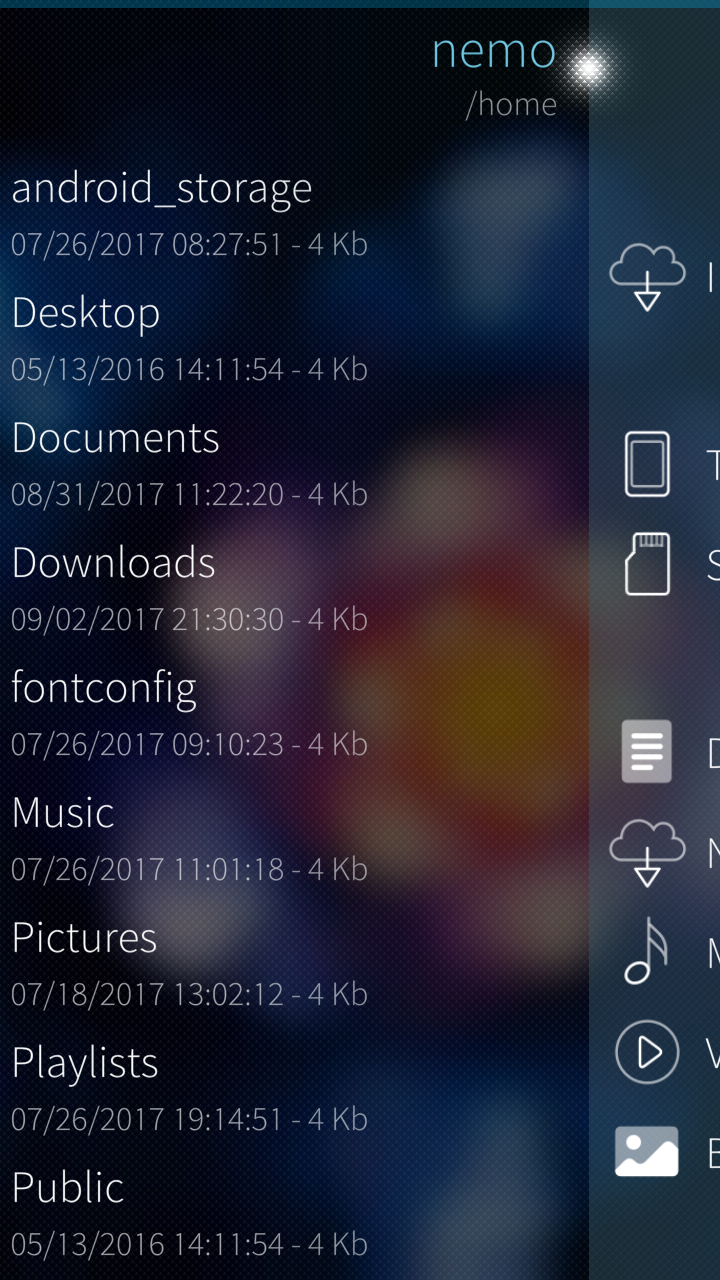 nemo
/home
android_storage
07/26/2017 08:27:51 - 4 Kb
Desktop
05/13/2016 14:11:54 - 4 Kb
Documents
08/31/2017 11:22:20 - 4 Kb
Downloads
09/02/2017 21:30:30 - 4 Kb
fontconfig
07/26/2017 09:10:23 - 4 Kb
Music
07/26/2017 11:01:18 - 4 Kb
Pictures
07/18/2017 13:02:12 - 4 Kb
Playlists
07/26/2017 19:14:51 - 4 Kb
Public
05/13/2016 14:11:54 - 4 Kb